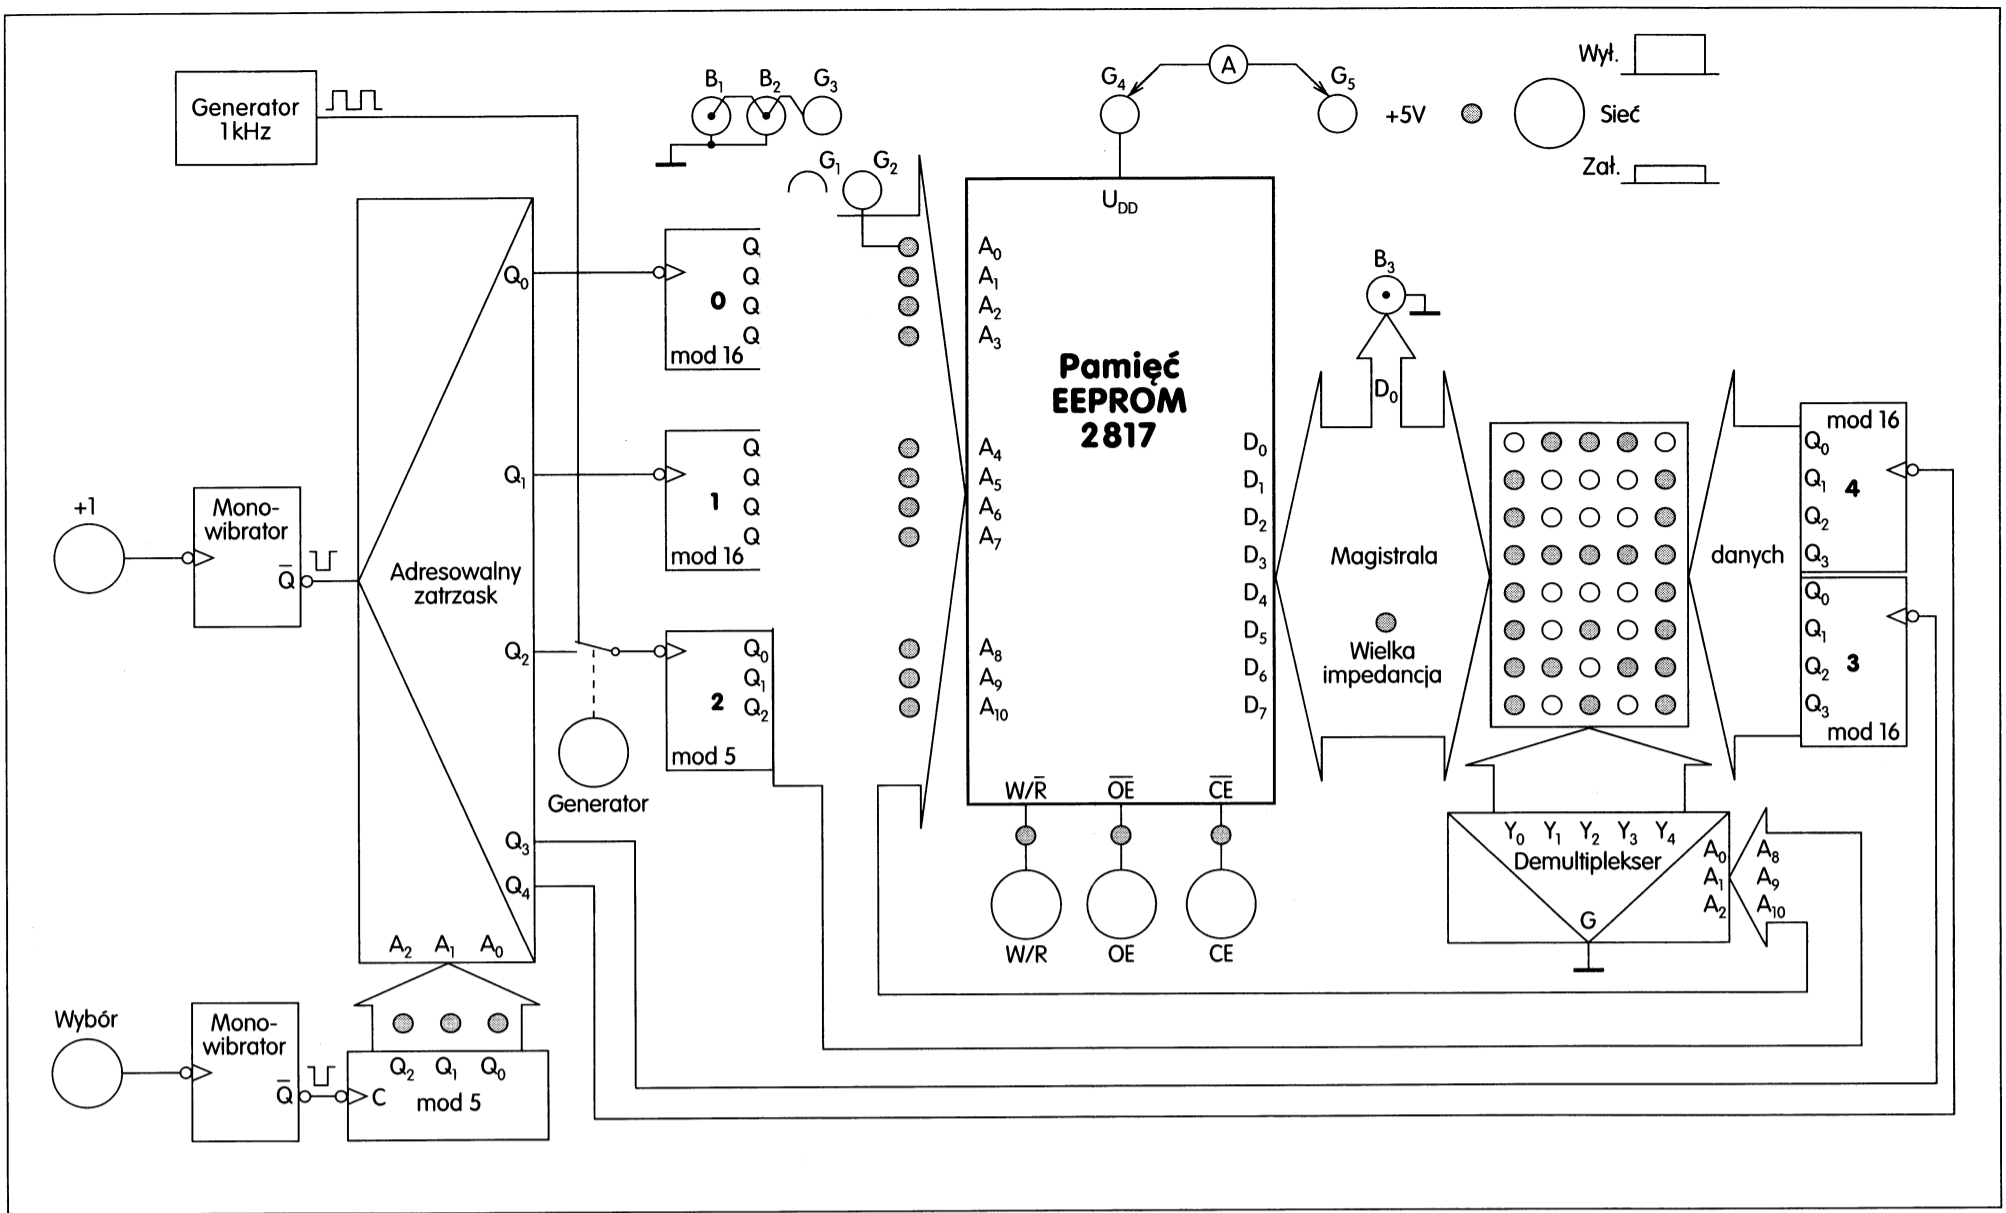 Generator
1kHz
B1 B2 G3
G1 G2
G4 A G5
+5V
Wył.
Sieć
Zał.
UDD
Q0
Q
Q
Q
Q
0
mod 16
A0
A1
A2
A3
Pamięć
EEPROM
2817
B3
D0
Q1
Q
Q
Q
Q
1
mod 16
A4
A5
A6
A7
D0
D1
D2
D3
D4
D5
D6
D7
Magistrala
Wielka
impedancja
danych
mod 16
Q0
Q1
Q2
Q3
4
Q0
Q1
Q2
Q3
3
mod 16
+1
Mono-
wibrator
Q̅
Adresowalny
zatrzask
Q2
Q0
Q1
Q2
2
mod 5
A8
A9
A10
Generator
W/R̅ O̅E̅ C̅E̅
W/R OE CE
Q3
Q4
Y0 Y1 Y2 Y3 Y4
Demultiplekser
A0
A1
A2
G
A8
A9
A10
A2 A1 A0
Wybór
Mono-
wibrator
Q̅
Q2 Q1 Q0
C mod 5